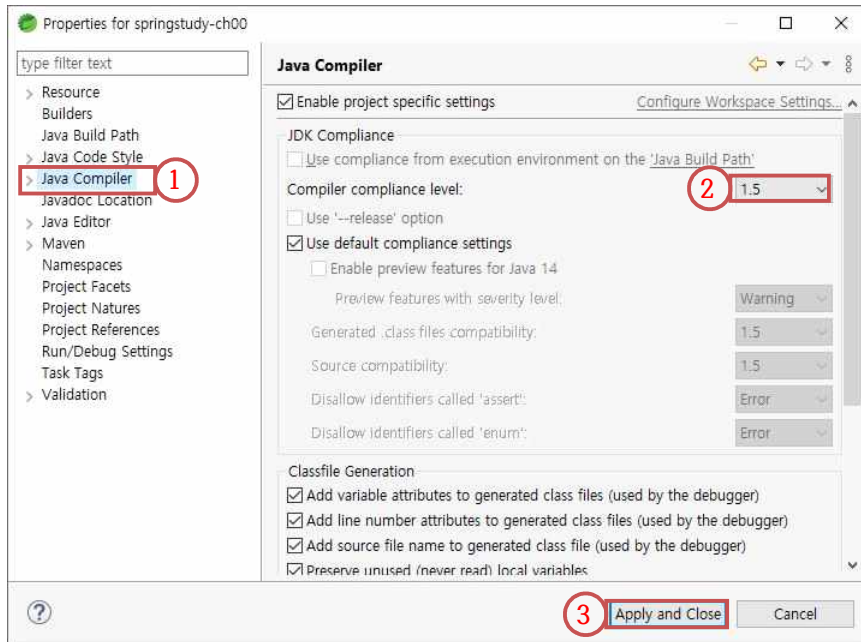 Properties for springstudy-ch00
type filter text
Resource
Builders
Java Build Path
Java Code Style
Java Compiler
1
Javadoc Location
Java Editor
Maven
Namespaces
Project Facets
Project Natures
Project References
Run/Debug Settings
Task Tags
Validation
Java Compiler
Enable project specific settings Configure Workspace Settings...
JDK Compliance
Use compliance from execution environment on the 'Java Build Path'
Compiler compliance level: 2 1.5
Use '--release' option
Use default compliance settings
Enable preview features for Java 14
Preview features with severity level: Warning
Generated .class files compatibility: 1.5
Source compatibility: 1.5
Disallow identifiers called 'assert': Error
Disallow identifiers called 'enum': Error
Classfile Generation
Add variable attributes to generated class files (used by the debugger)
Add line number attributes to generated class files (used by the debugger)
Add source file name to generated class file (used by the debugger)
Preserve unused (never read) local variables
? 3 Apply and Close Cancel